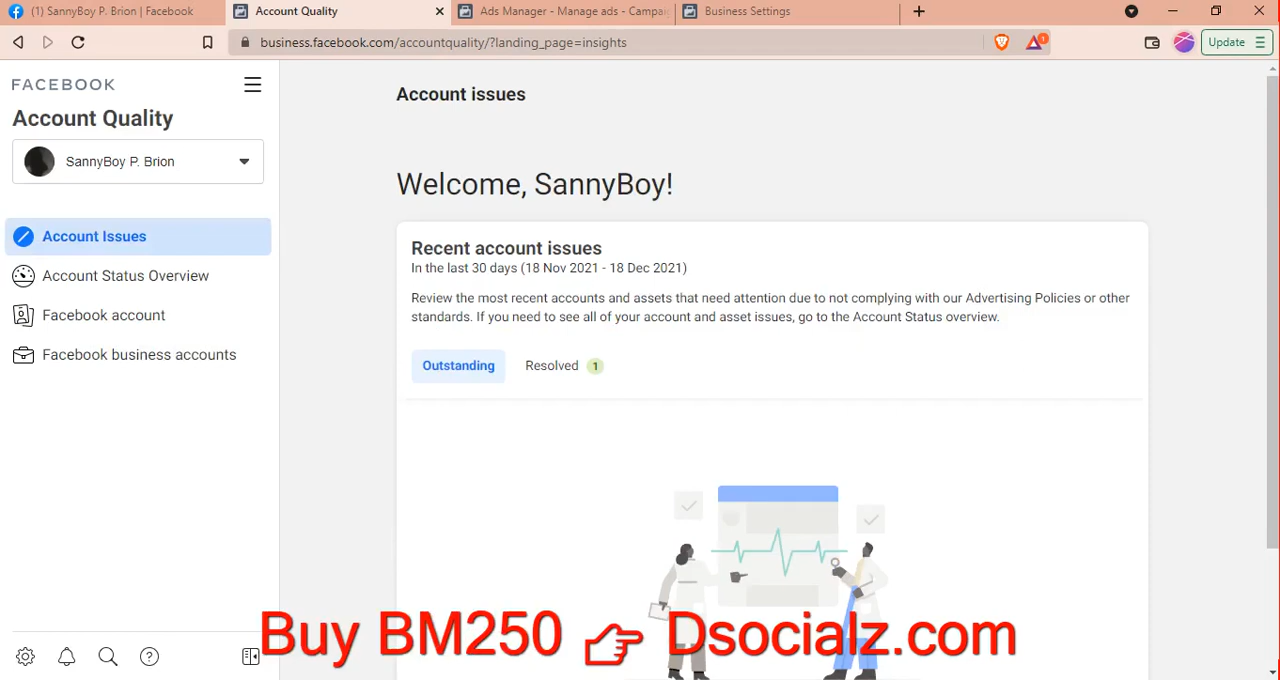 (1) SannyBoy P. Brion | Facebook
Account Quality
Ads Manager - Manage ads - Campai
Business Settings
business.facebook.com/accountquality/?landing_page=insights
1
Update
FACEBOOK
Account Quality
SannyBoy P. Brion
Account Issues
Account Status Overview
Facebook account
Facebook business accounts
Account issues
Welcome, SannyBoy!
Recent account issues
In the last 30 days (18 Nov 2021 - 18 Dec 2021)
Review the most recent accounts and assets that need attention due to not complying with our Advertising Policies or other
standards. If you need to see all of your account and asset issues, go to the Account Status overview.
Outstanding
Resolved 1
Buy BM250 👉 Dsocialz.com